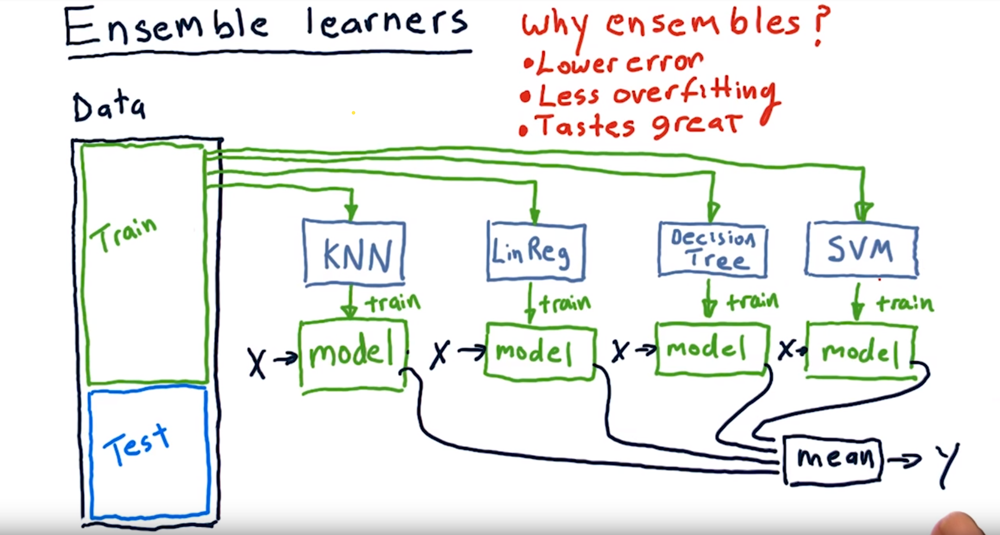 Ensemble learners
Why ensembles?
•Lower error
•Less overfitting
•Tastes great
Data
Train
Test
KNN
LinReg
Decision
Tree
SVM
train
train
train
train
X→ model
X→ model
X→ model
X→ model
mean → Y